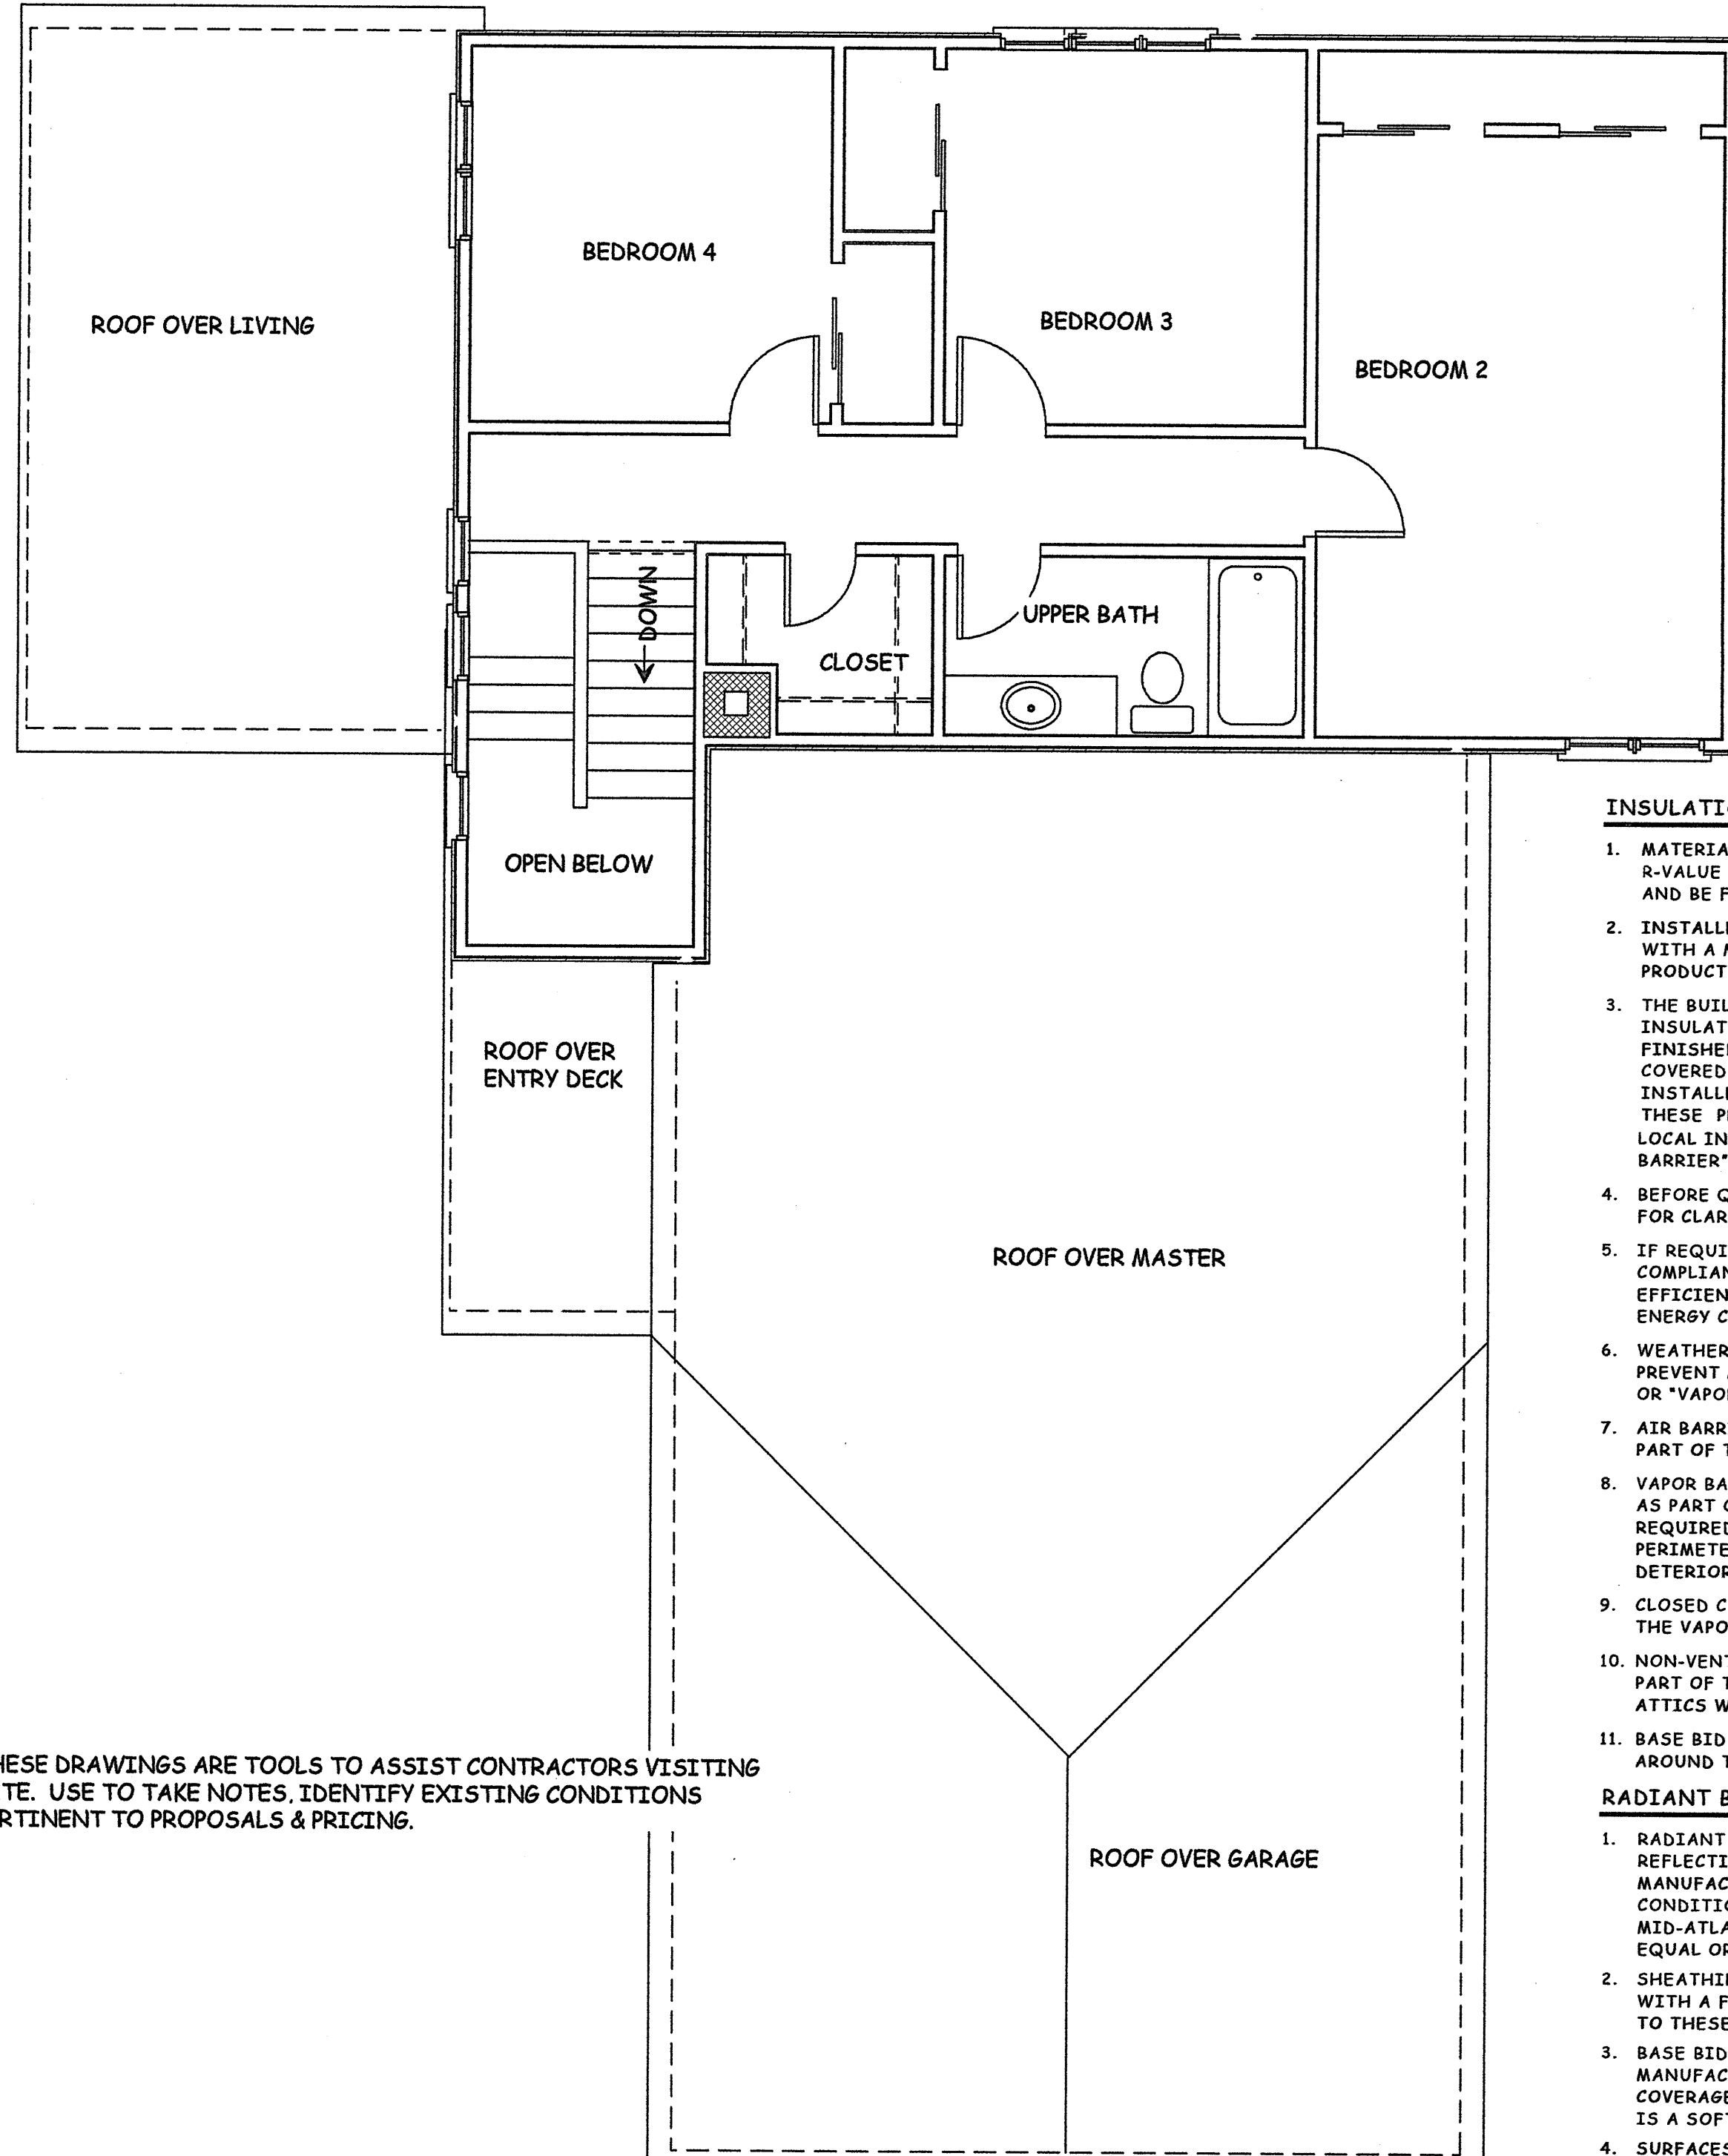 BEDROOM 4
ROOF OVER LIVING
BEDROOM 3
BEDROOM 2
DOWN
UPPER BATH
CLOSET
OPEN BELOW
ROOF OVER
ENTRY DECK
ROOF OVER MASTER
HESE DRAWINGS ARE TOOLS TO ASSIST CONTRACTORS VISITING
TE. USE TO TAKE NOTES, IDENTIFY EXISTING CONDITIONS
RTINENT TO PROPOSALS & PRICING.
ROOF OVER GARAGE
INSULATI
1. MATERIA
R-VALUE
AND BE F
2. INSTALL
WITH A
PRODUCT
3. THE BUIL
INSULAT
FINISHE
COVERED
INSTALL
THESE P
LOCAL IN
BARRIER"
4. BEFORE Q
FOR CLAR
5. IF REQUI
COMPLIAN
EFFICIEN
ENERGY C
6. WEATHER
PREVENT
OR "VAPO
7. AIR BARR
PART OF T
8. VAPOR BA
AS PART O
REQUIRED
PERIMETE
DETERIOR
9. CLOSED C
THE VAPO
10. NON-VENT
PART OF T
ATTICS W
11. BASE BID
AROUND T
RADIANT B
1. RADIANT
REFLECTI
MANUFAC
CONDITIO
MID-ATLA
EQUAL OR
2. SHEATHI
WITH A F
TO THESE
3. BASE BID
MANUFAC
COVERAGE
IS A SOFT
4. SURFACES